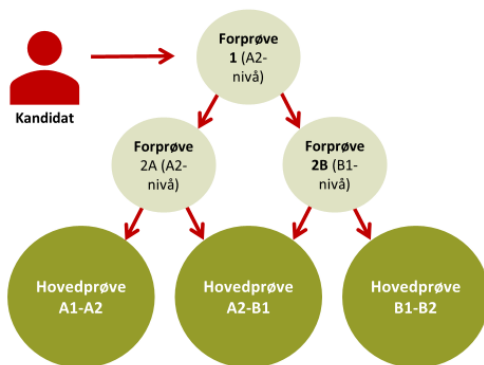 Forprøve
1 (A2-
nivå)
Kandidat
Forprøve
2A (A2-
nivå)
Forprøve
2B (B1-
nivå)
Hovedprøve
A1-A2
Hovedprøve
A2-B1
Hovedprøve
B1-B2